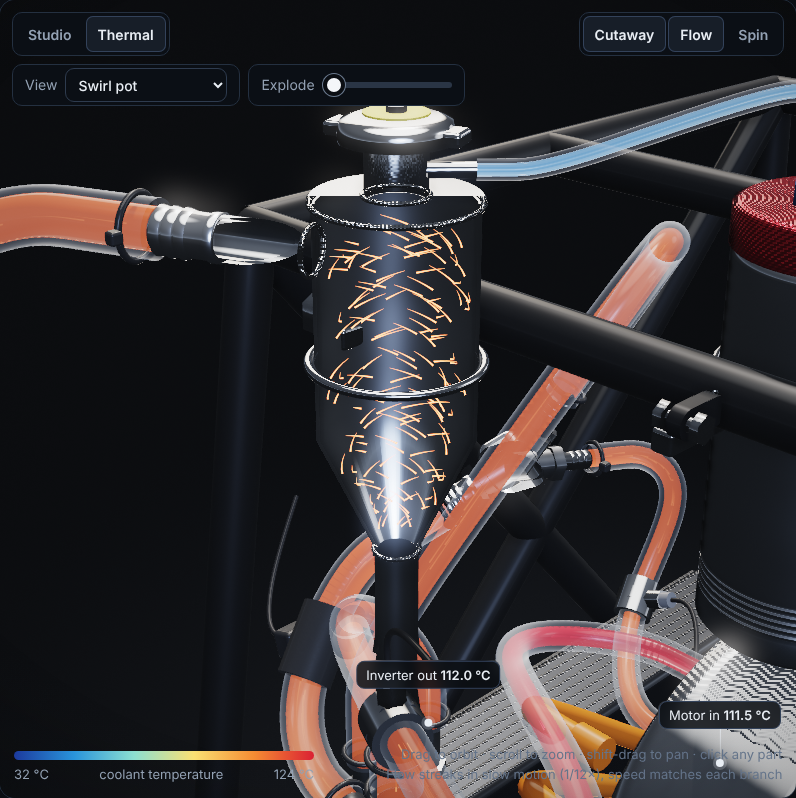 Studio Thermal Cutaway Flow Spin
View Swirl pot Explode
Inverter out 112.0 °C
Motor in 111.5 °C
Drag to orbit · scroll to zoom · shift-drag to pan · click any part
32 °C coolant temperature 124 °C
Flow streaks in slow motion (1/12×), speed matches each branch